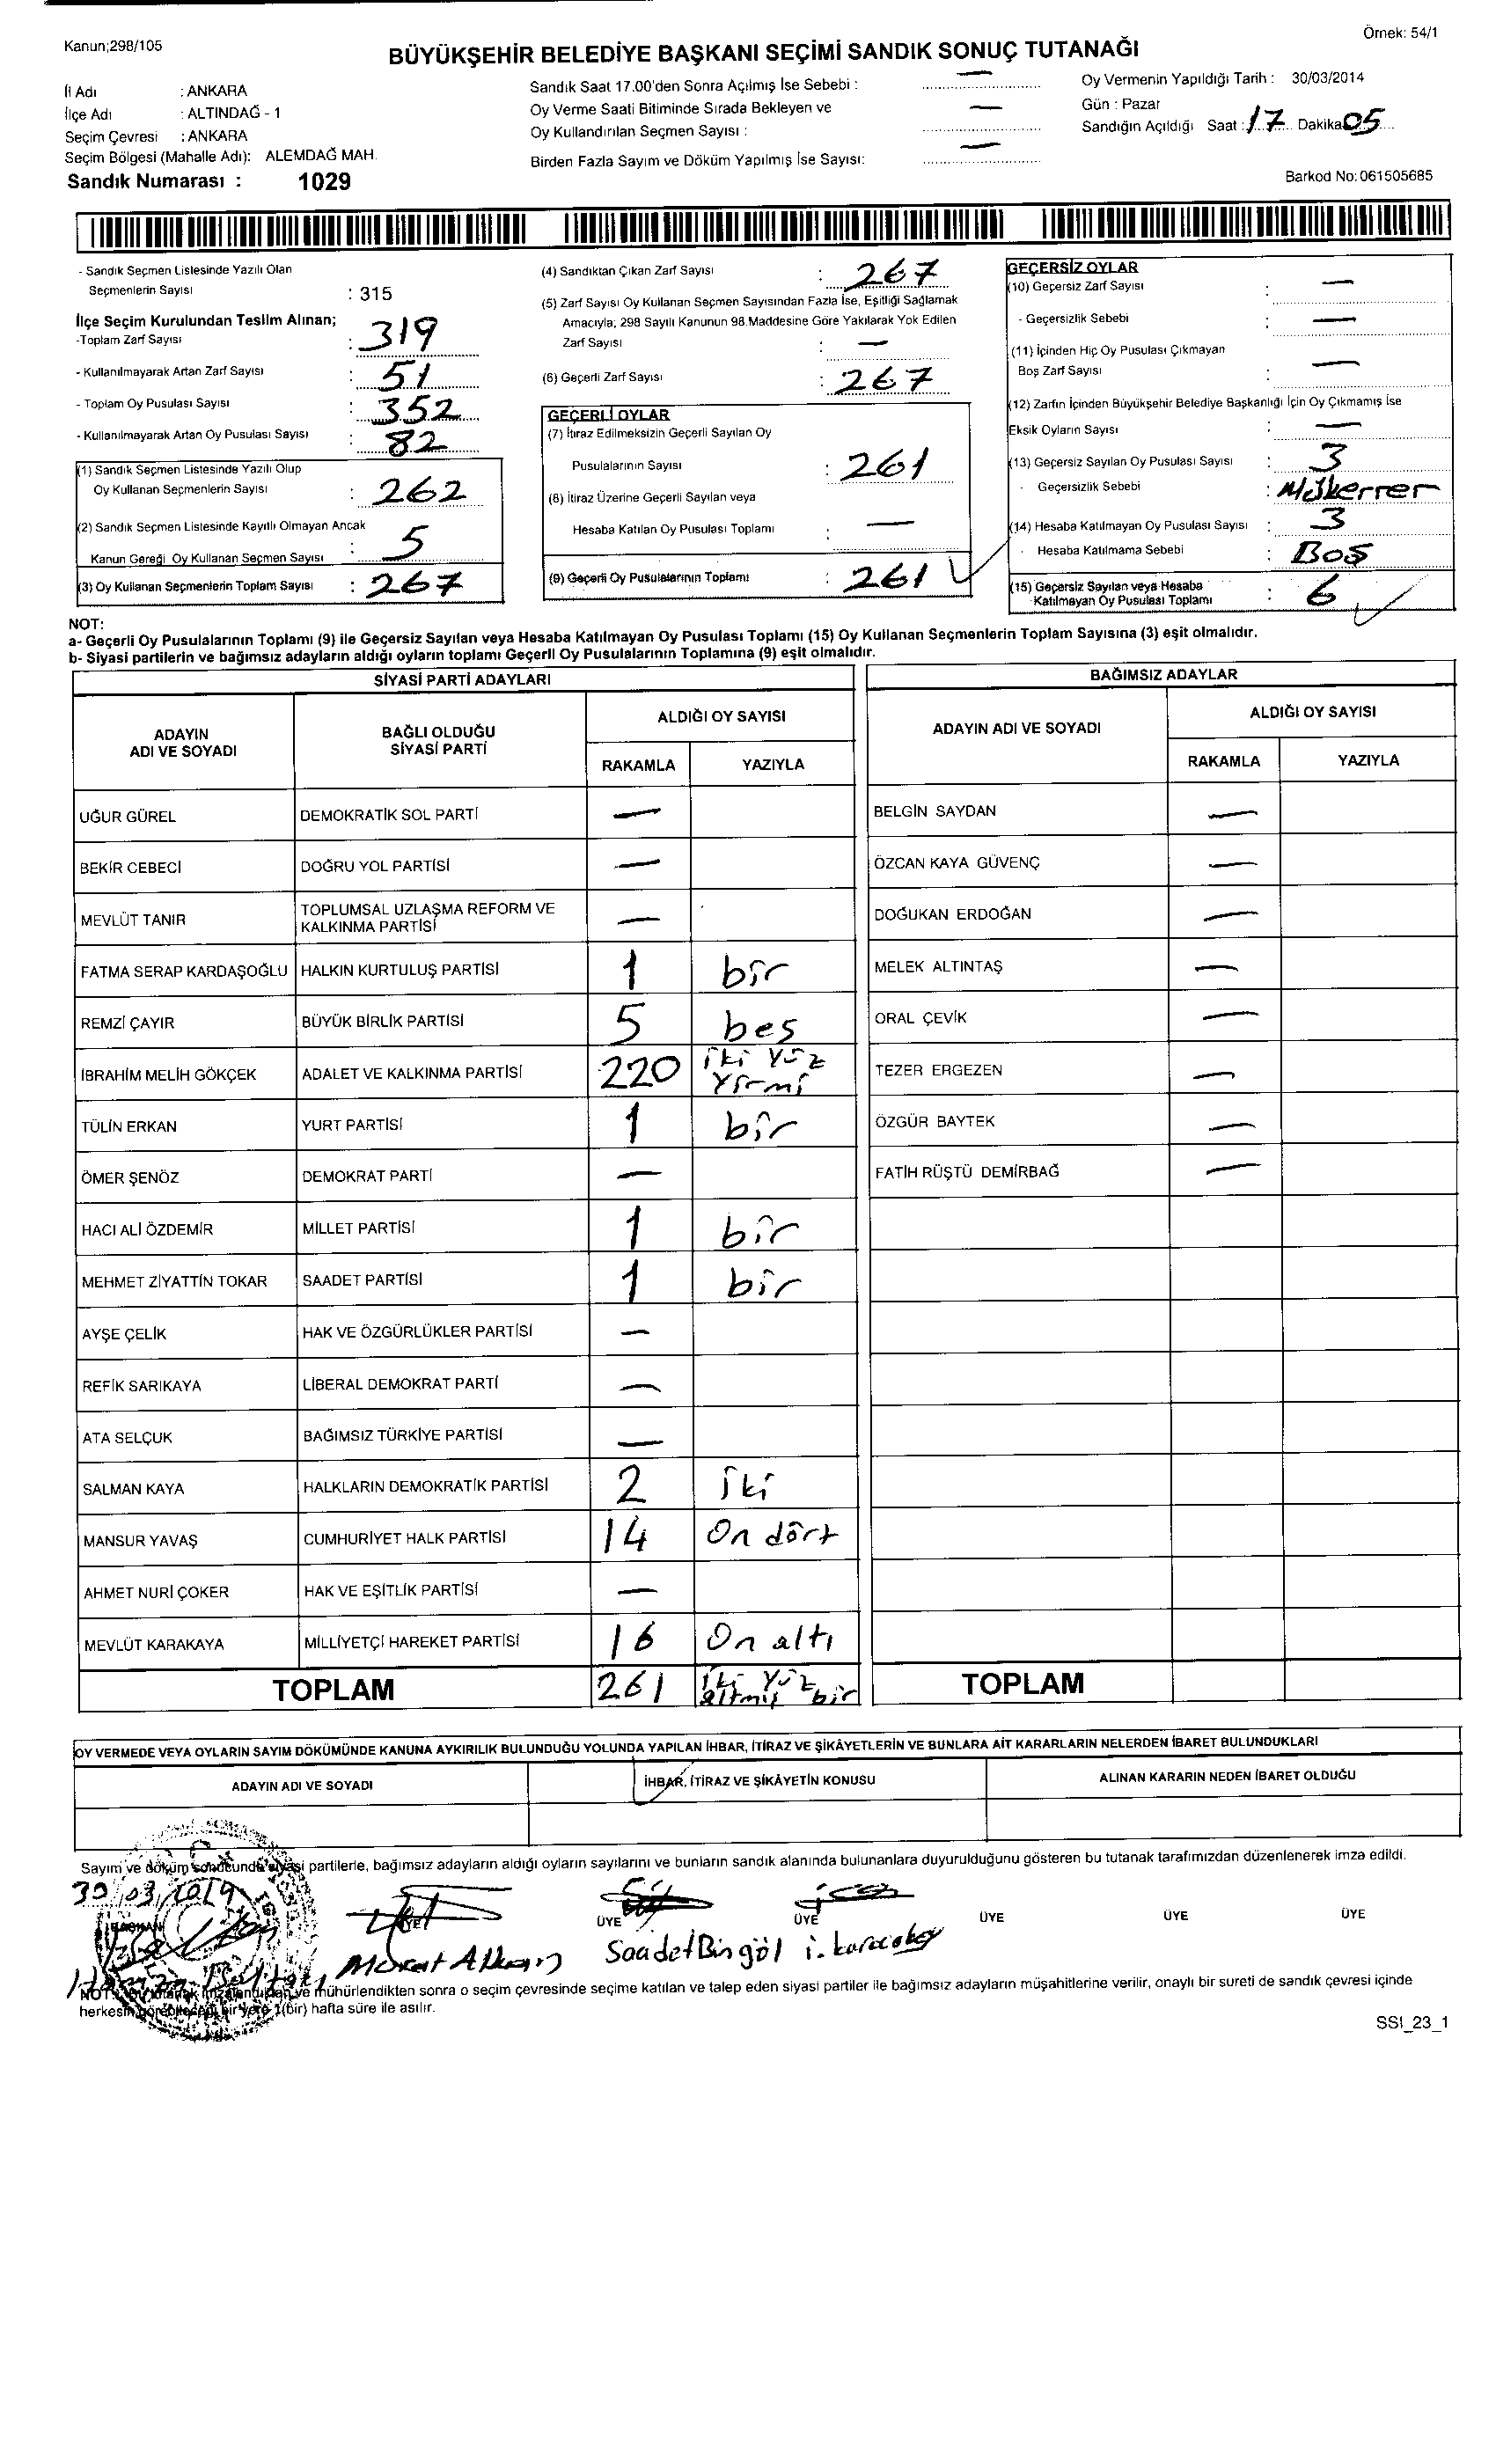 Kanun;298/105
Örnek: 54/1
BÜYÜKŞEHİR BELEDİYE BAŞKANI SEÇİMİ SANDIK SONUÇ TUTANAĞI
İl Adı : ANKARA
İlçe Adı : ALTINDAĞ - 1
Seçim Çevresi : ANKARA
Seçim Bölgesi (Mahalle Adı): ALEMDAĞ MAH.
Sandık Numarası : 1029
Sandık Saat 17.00'den Sonra Açılmış İse Sebebi : —
Oy Verme Saati Bitiminde Sırada Bekleyen ve
Oy Kullandırılan Seçmen Sayısı : —
Birden Fazla Sayım ve Döküm Yapılmış İse Sayısı: —
Oy Vermenin Yapıldığı Tarih : 30/03/2014
Gün : Pazar
Sandığın Açıldığı Saat : 17 Dakika 05
Barkod No: 061505685
- Sandık Seçmen Listesinde Yazılı Olan
Seçmenlerin Sayısı : 315
İlçe Seçim Kurulundan Teslim Alınan;
-Toplam Zarf Sayısı : 319
- Kullanılmayarak Artan Zarf Sayısı : 51
- Toplam Oy Pusulası Sayısı : 352
- Kullanılmayarak Artan Oy Pusulası Sayısı : 82
(1) Sandık Seçmen Listesinde Yazılı Olup
Oy Kullanan Seçmenlerin Sayısı : 262
(2) Sandık Seçmen Listesinde Kayıtlı Olmayan Ancak
Kanun Gereği Oy Kullanan Seçmen Sayısı : 5
(3) Oy Kullanan Seçmenlerin Toplam Sayısı : 267
(4) Sandıktan Çıkan Zarf Sayısı : 267
(5) Zarf Sayısı Oy Kullanan Seçmen Sayısından Fazla İse, Eşitliği Sağlamak
Amacıyla; 298 Sayılı Kanunun 98.Maddesine Göre Yakılarak Yok Edilen
Zarf Sayısı : —
(6) Geçerli Zarf Sayısı : 267
GEÇERLİ OYLAR
(7) İtiraz Edilmeksizin Geçerli Sayılan Oy
Pusulalarının Sayısı : 261
(8) İtiraz Üzerine Geçerli Sayılan veya
Hesaba Katılan Oy Pusulası Toplamı : —
(9) Geçerli Oy Pusulalarının Toplamı : 261
GEÇERSİZ OYLAR
(10) Geçersiz Zarf Sayısı : —
- Geçersizlik Sebebi : —
(11) İçinden Hiç Oy Pusulası Çıkmayan
Boş Zarf Sayısı : —
(12) Zarfın İçinden Büyükşehir Belediye Başkanlığı İçin Oy Çıkmamış İse
Eksik Oyların Sayısı : —
(13) Geçersiz Sayılan Oy Pusulası Sayısı : 3
- Geçersizlik Sebebi : Mükerrer
(14) Hesaba Katılmayan Oy Pusulası Sayısı : 3
- Hesaba Katılmama Sebebi : Boş
(15) Geçersiz Sayılan veya Hesaba
Katılmayan Oy Pusulası Toplamı : 6
NOT:
a- Geçerli Oy Pusulalarının Toplamı (9) ile Geçersiz Sayılan veya Hesaba Katılmayan Oy Pusulası Toplamı (15) Oy Kullanan Seçmenlerin Toplam Sayısına (3) eşit olmalıdır.
b- Siyasi partilerin ve bağımsız adayların aldığı oyların toplamı Geçerli Oy Pusulalarının Toplamına (9) eşit olmalıdır.
SİYASİ PARTİ ADAYLARI
ADAYIN ADI VE SOYADI BAĞLI OLDUĞU SİYASİ PARTİ ALDIĞI OY SAYISI
RAKAMLA YAZIYLA
UĞUR GÜREL DEMOKRATİK SOL PARTİ —
BEKİR CEBECİ DOĞRU YOL PARTİSİ —
MEVLÜT TANIR TOPLUMSAL UZLAŞMA REFORM VE KALKINMA PARTİSİ —
FATMA SERAP KARDAŞOĞLU HALKIN KURTULUŞ PARTİSİ 1 bir
REMZİ ÇAYIR BÜYÜK BİRLİK PARTİSİ 5 bes
İBRAHİM MELİH GÖKÇEK ADALET VE KALKINMA PARTİSİ 220 iki yüz yirmi
TÜLİN ERKAN YURT PARTİSİ 1 bir
ÖMER ŞENÖZ DEMOKRAT PARTİ —
HACI ALİ ÖZDEMİR MİLLET PARTİSİ 1 bir
MEHMET ZİYATTİN TOKAR SAADET PARTİSİ 1 bir
AYŞE ÇELİK HAK VE ÖZGÜRLÜKLER PARTİSİ —
REFİK SARIKAYA LİBERAL DEMOKRAT PARTİ —
ATA SELÇUK BAĞIMSIZ TÜRKİYE PARTİSİ —
SALMAN KAYA HALKLARIN DEMOKRATİK PARTİSİ 2 iki
MANSUR YAVAŞ CUMHURİYET HALK PARTİSİ 14 On dört
AHMET NURİ ÇOKER HAK VE EŞİTLİK PARTİSİ —
MEVLÜT KARAKAYA MİLLİYETÇİ HAREKET PARTİSİ 16 On altı
TOPLAM 261 iki yüz altmış bir
BAĞIMSIZ ADAYLAR
ADAYIN ADI VE SOYADI ALDIĞI OY SAYISI
RAKAMLA YAZIYLA
BELGİN SAYDAN —
ÖZCAN KAYA GÜVENÇ —
DOĞUKAN ERDOĞAN —
MELEK ALTINTAŞ —
ORAL ÇEVİK —
TEZER ERGEZEN —
ÖZGÜR BAYTEK —
FATİH RÜŞTÜ DEMİRBAĞ —
TOPLAM
OY VERMEDE VEYA OYLARIN SAYIM DÖKÜMÜNDE KANUNA AYKIRILIK BULUNDUĞU YOLUNDA YAPILAN İHBAR, İTİRAZ VE ŞİKÂYETLERİN VE BUNLARA AİT KARARLARIN NELERDEN İBARET BULUNDUKLARI
ADAYIN ADI VE SOYADI İHBAR, İTİRAZ VE ŞİKÂYETİN KONUSU ALINAN KARARIN NEDEN İBARET OLDUĞU
Sayım ve döküm sonucunda siyasi partilerle, bağımsız adayların aldığı oyların sayılarını ve bunların sandık alanında bulunanlara duyurulduğunu gösteren bu tutanak tarafımızdan düzenlenerek imza edildi.
30/03/2014
BAŞKAN ÜYE ÜYE ÜYE ÜYE ÜYE ÜYE
Saadet Bingöl
NOT: Bu tutanak imzalandıktan ve mühürlendikten sonra o seçim çevresinde seçime katılan ve talep eden siyasi partiler ile bağımsız adayların müşahitlerine verilir, onaylı bir sureti de sandık çevresi içinde
herkesin görebileceği bir yere 1(bir) hafta süre ile asılır.
SSI_23_1